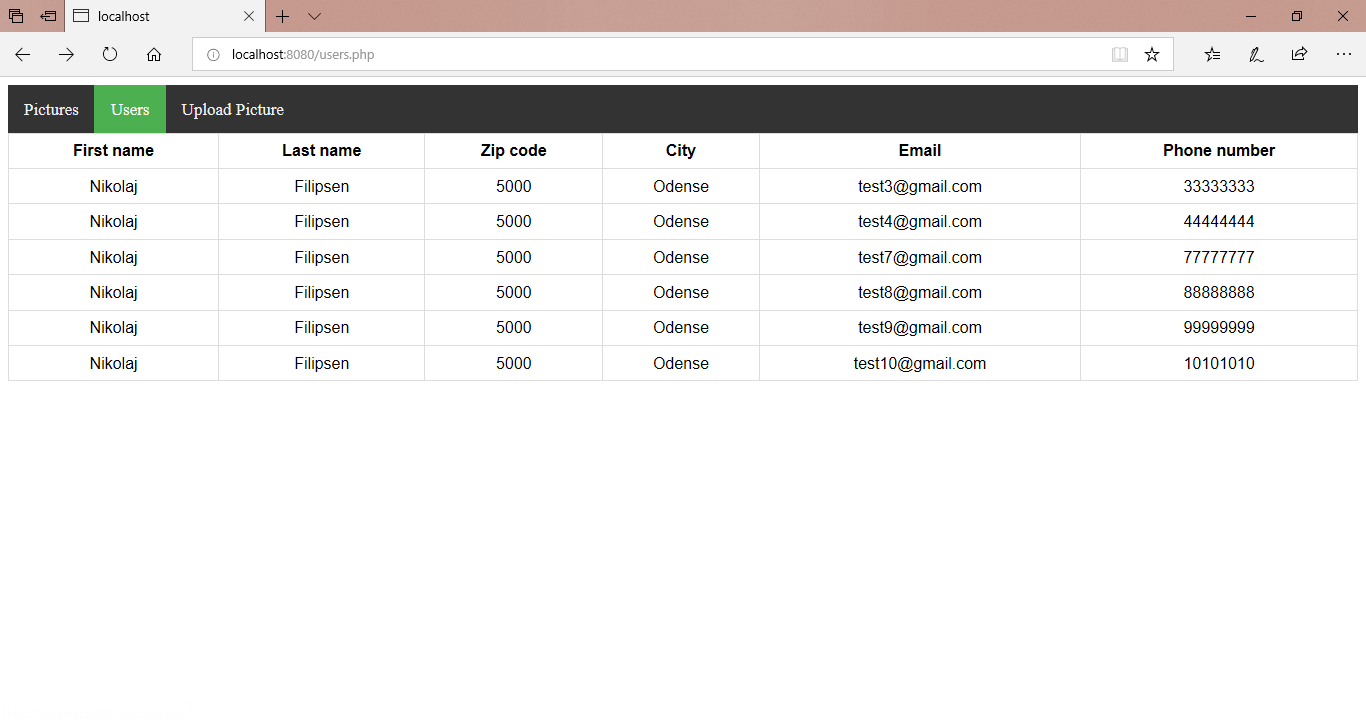 localhost
localhost:8080/users.php
Pictures Users Upload Picture
First name Last name Zip code City Email Phone number
Nikolaj Filipsen 5000 Odense test3@gmail.com 33333333
Nikolaj Filipsen 5000 Odense test4@gmail.com 44444444
Nikolaj Filipsen 5000 Odense test7@gmail.com 77777777
Nikolaj Filipsen 5000 Odense test8@gmail.com 88888888
Nikolaj Filipsen 5000 Odense test9@gmail.com 99999999
Nikolaj Filipsen 5000 Odense test10@gmail.com 10101010